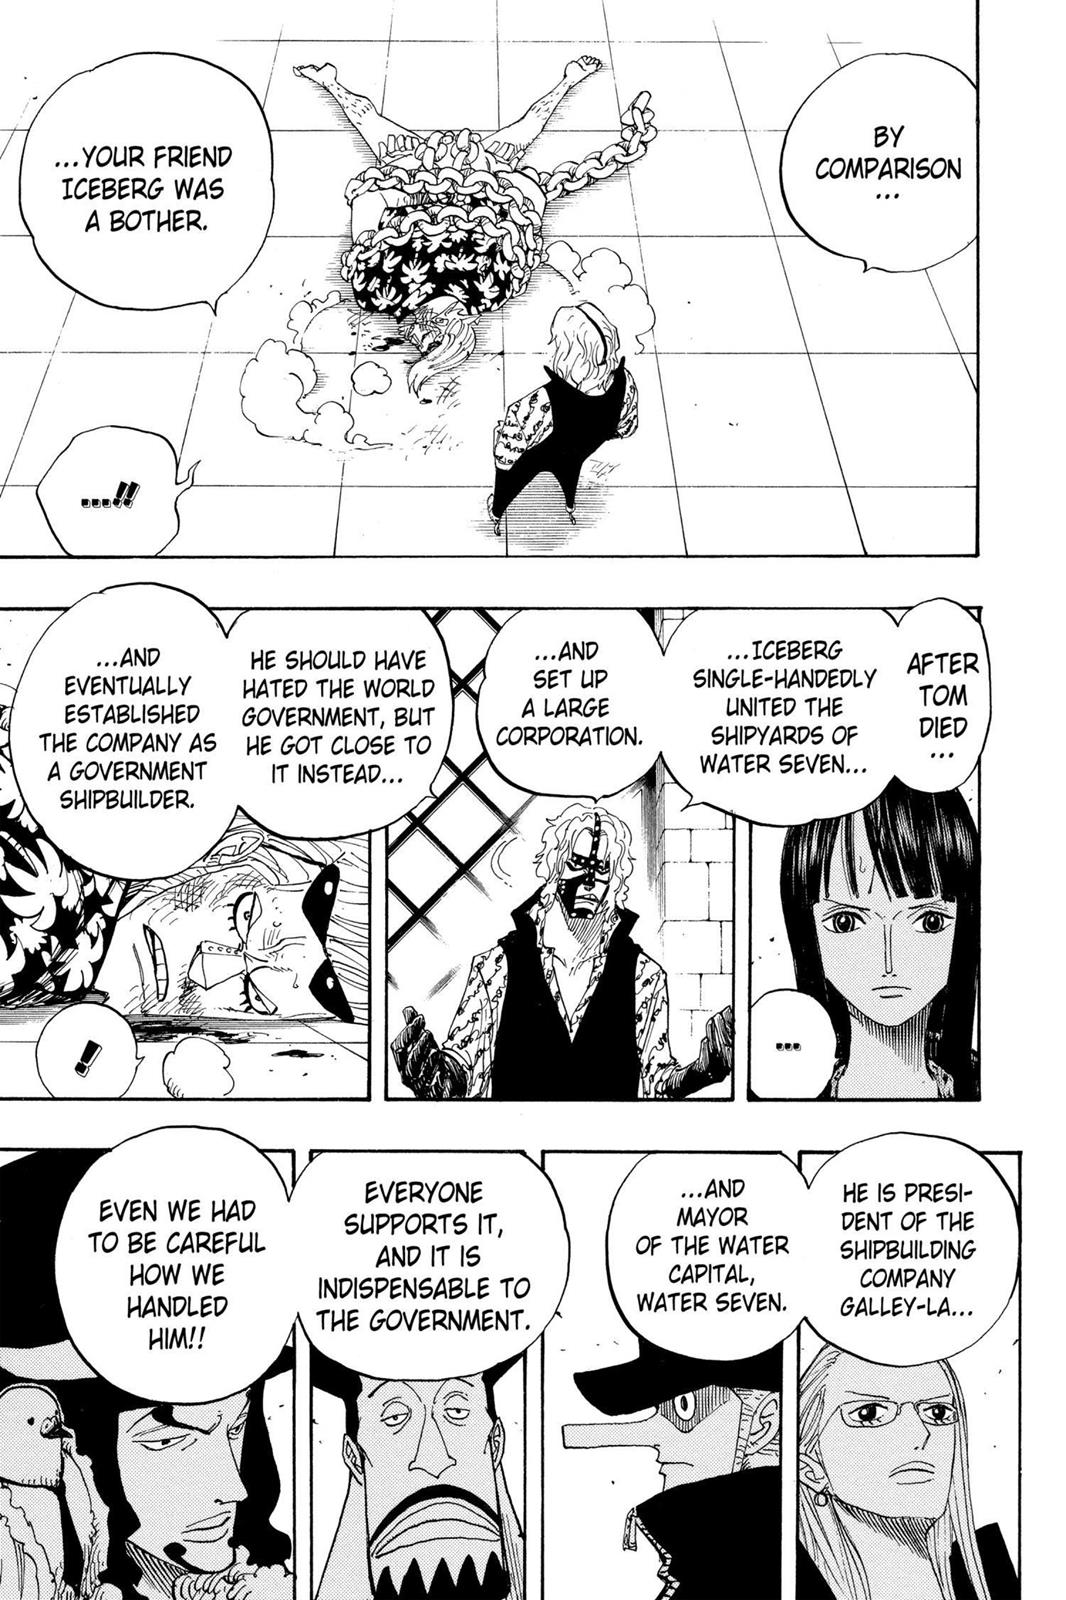 BY
COMPARISON
...
...YOUR FRIEND
ICEBERG WAS
A BOTHER.
....!!
AFTER
TOM
DIED
...
...ICEBERG
SINGLE-HANDEDLY
UNITED THE
SHIPYARDS OF
WATER SEVEN...
...AND
SET UP
A LARGE
CORPORATION.
...
HE SHOULD HAVE
HATED THE WORLD
GOVERNMENT, BUT
HE GOT CLOSE TO
IT INSTEAD...
...AND
EVENTUALLY
ESTABLISHED
THE COMPANY AS
A GOVERNMENT
SHIPBUILDER.
!
HE IS PRESI-
DENT OF THE
SHIPBUILDING
COMPANY
GALLEY-LA...
...AND
MAYOR
OF THE WATER
CAPITAL,
WATER SEVEN.
EVERYONE
SUPPORTS IT,
AND IT IS
INDISPENSABLE TO
THE GOVERNMENT.
EVEN WE HAD
TO BE CAREFUL
HOW WE
HANDLED
HIM!!